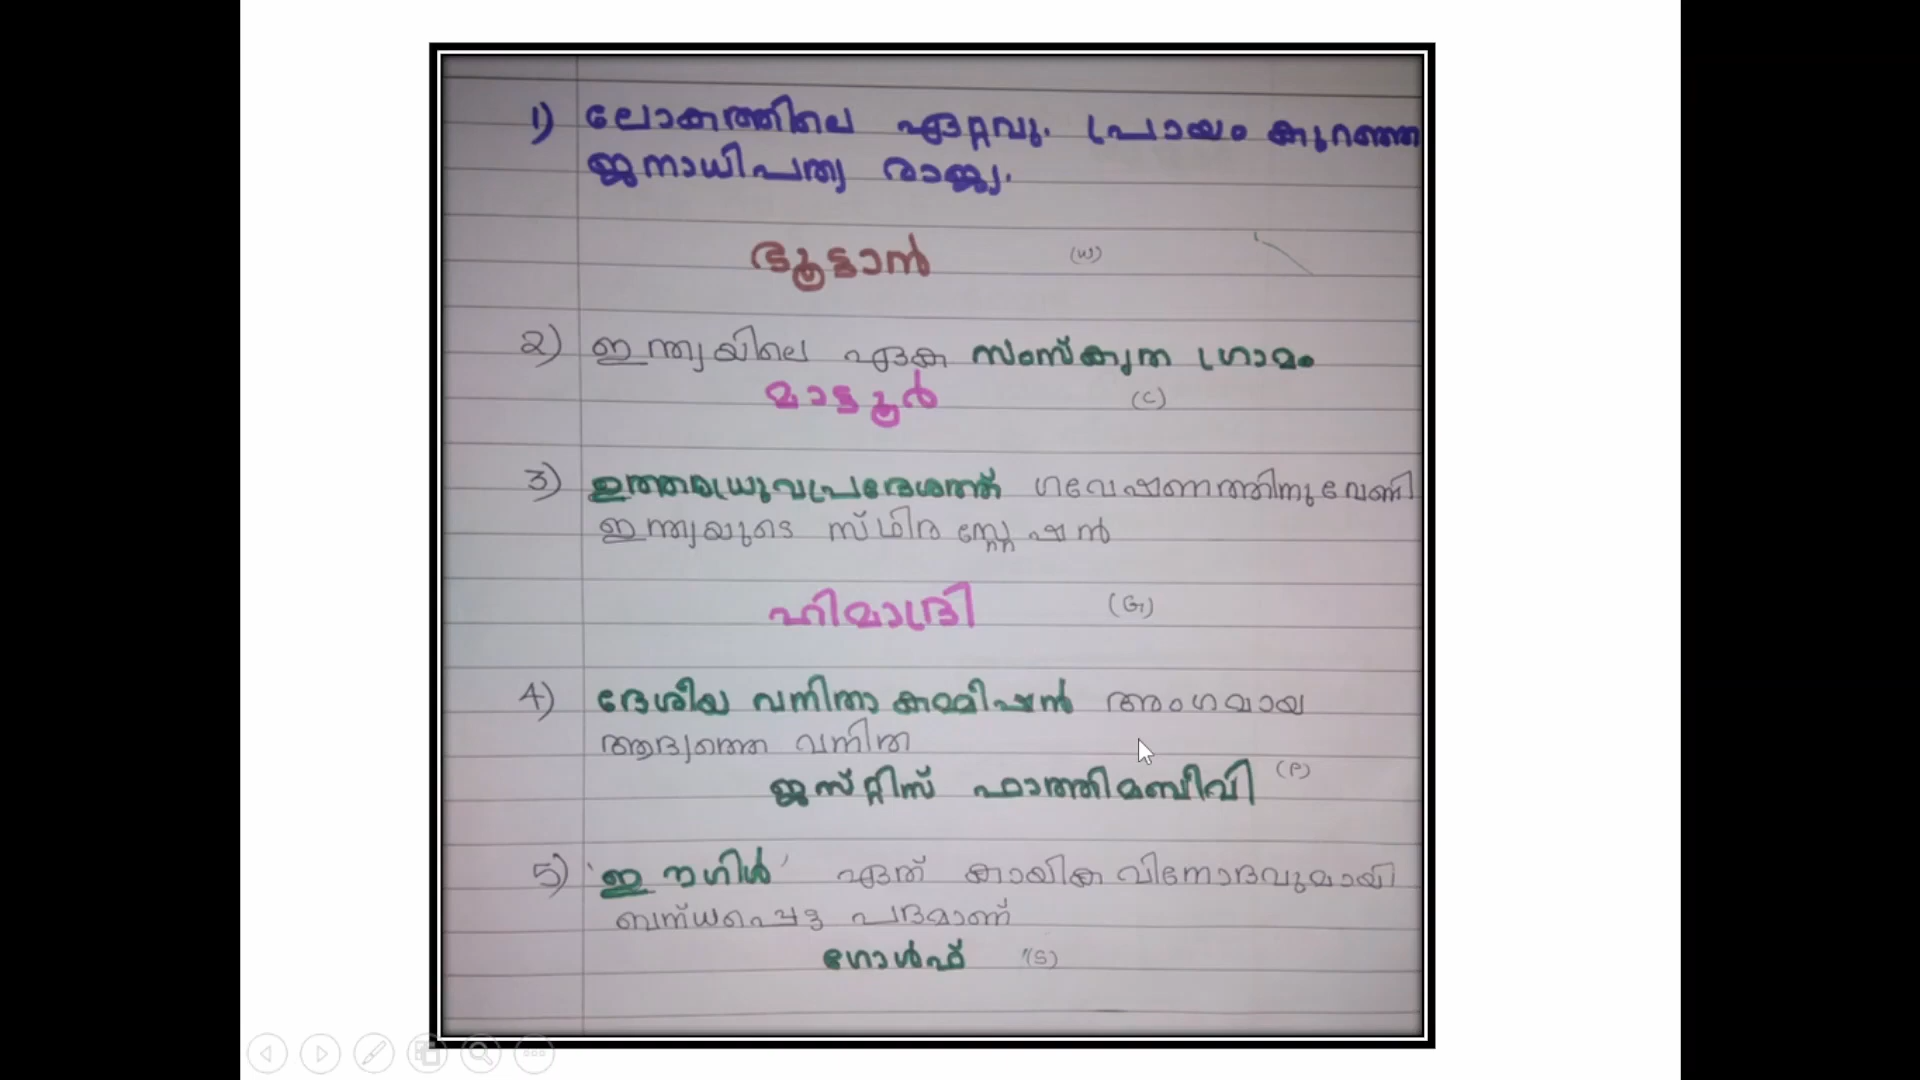 1) ലോകത്തിലെ ഏറ്റവും. പ്രായം കുറഞ്ഞ
ജനാധിപത്യ രാജ്യം.
ഭൂട്ടാൻ (W)
2) ഇന്ത്യയിലെ ഏക സംസ്കൃത ഗ്രാമം
മാട്ടൂർ (C)
3) ഉത്തരധ്രുവപ്രദേശത്ത് ഗവേഷണത്തിനു വേണ്ടി
ഇന്ത്യയുടെ സ്ഥിര സ്റ്റേഷൻ
ഹിമാദ്രി (G)
4) ദേശീയ വനിതാ കമ്മീഷൻ അംഗമായ
ആദ്യത്തെ വനിത
ജസ്റ്റിസ് ഫാത്തിമബീവി (P)
5) 'ഈഗിൾ' ഏത് കായിക വിനോദവുമായി
ബന്ധപ്പെട്ട പദമാണ്
ഗോൾഫ് (S)